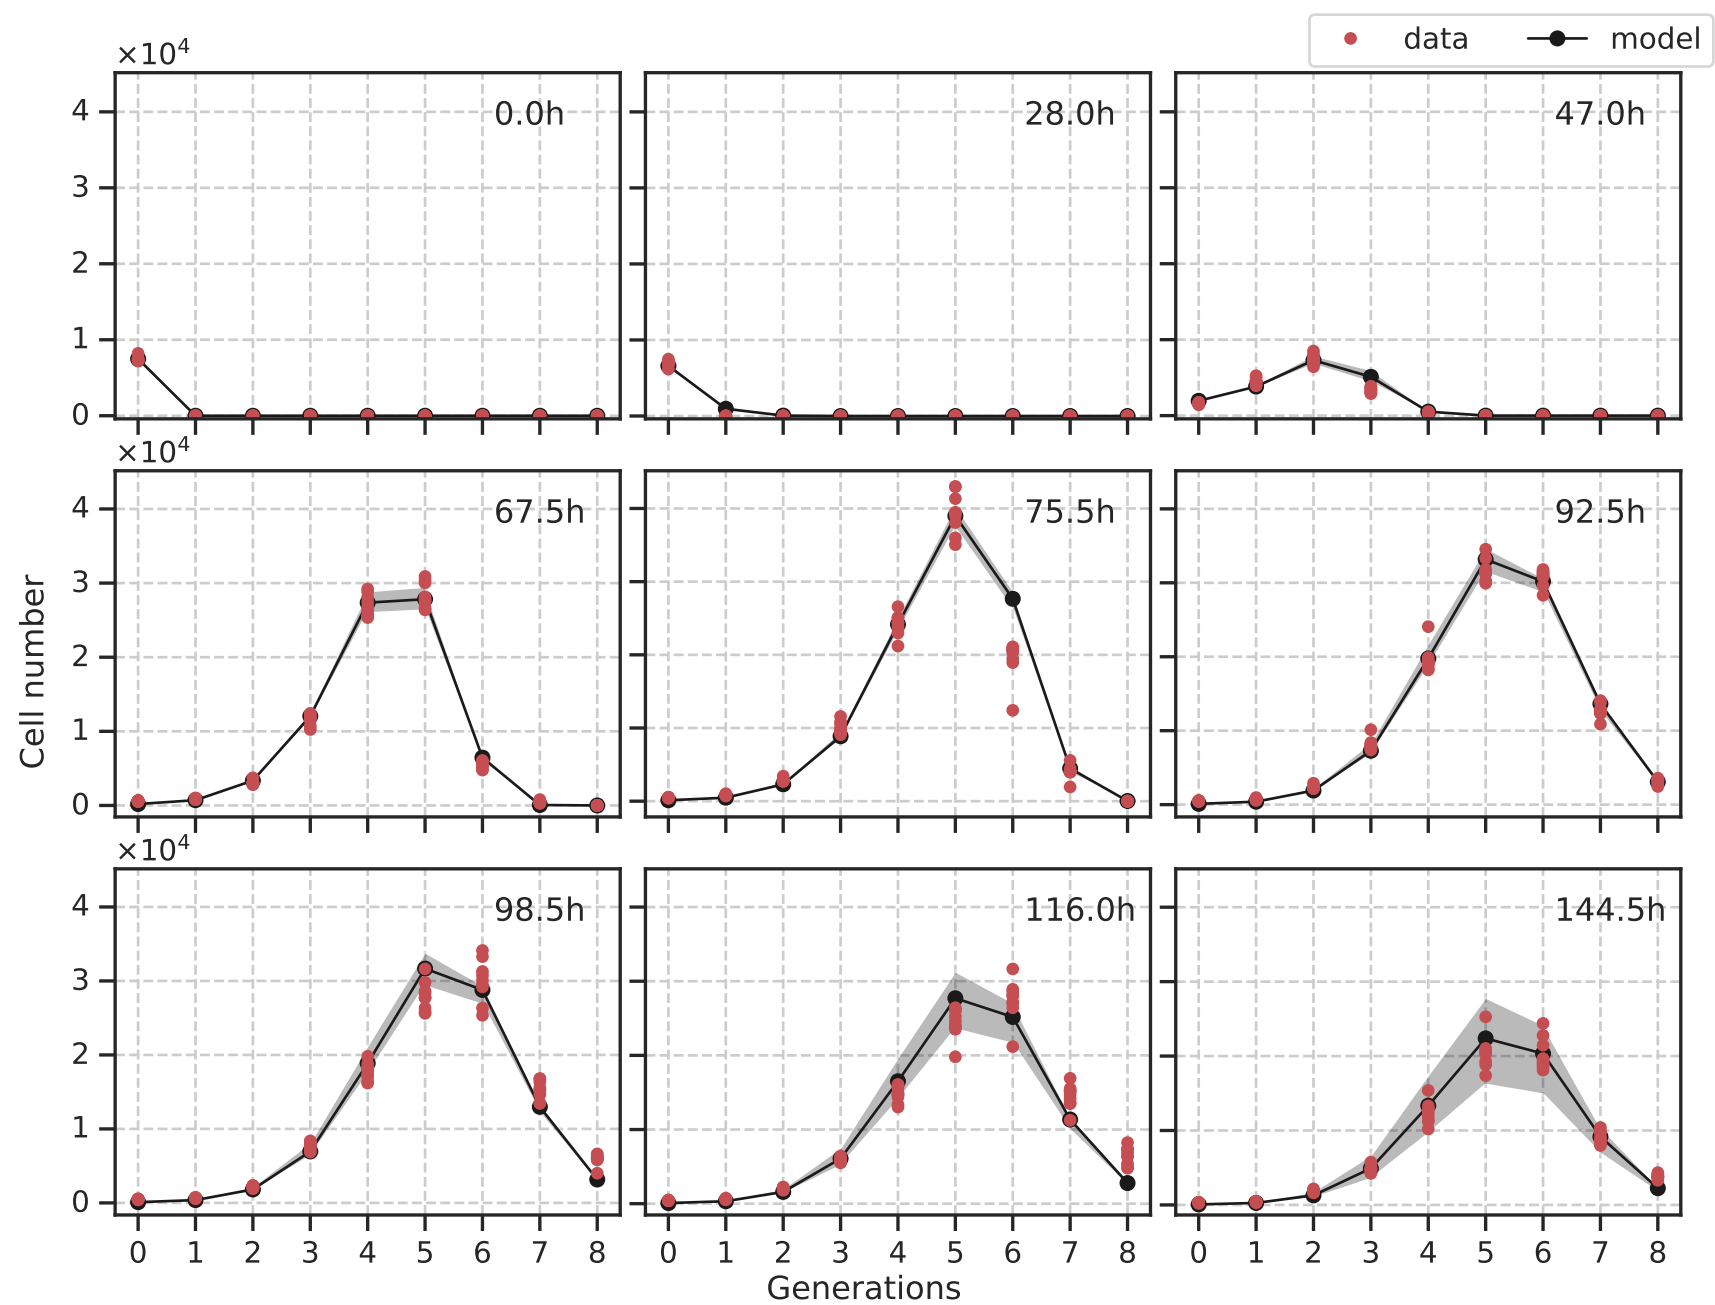 data model
×10⁴
4
3
2
1
0
0.0h
28.0h
47.0h
×10⁴
4
3
2
1
0
67.5h
75.5h
92.5h
Cell number
×10⁴
4
3
2
1
0
98.5h
116.0h
144.5h
0 1 2 3 4 5 6 7 8
0 1 2 3 4 5 6 7 8
0 1 2 3 4 5 6 7 8
Generations